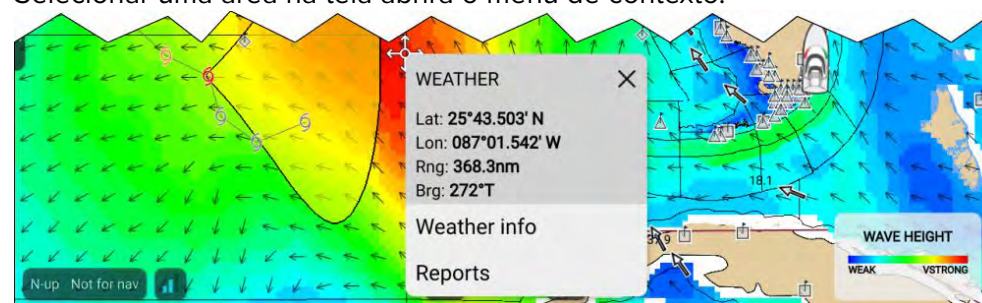 Selecionar uma área na tela abrirá o menu de contexto.
WEATHER
Lat: 25°43.503' N
Lon: 087°01.542' W
Rng: 368.3nm
Brg: 272°T
Weather info
Reports
18.1
WAVE HEIGHT
WEAK VSTRONG
N-up Not for nav